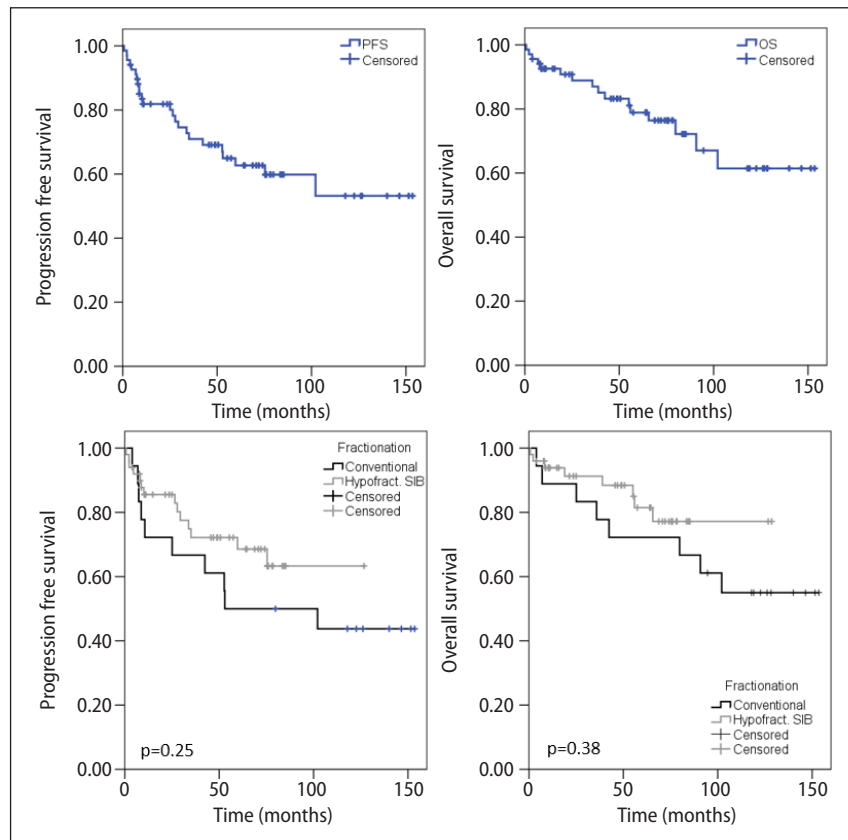 Progression free survival
1.00
0.80
0.60
0.40
0.20
0.00
PFS
Censored
0
50
100
150
Time (months)
Overall survival
1.00
0.80
0.60
0.40
0.20
0.00
OS
Censored
0
50
100
150
Time (months)
Progression free survival
1.00
0.80
0.60
0.40
0.20
0.00
Fractionation
Conventional
Hypofract. SIB
Censored
Censored
p=0.25
0
50
100
150
Time (months)
Overall survival
1.00
0.80
0.60
0.40
0.20
0.00
Fractionation
Conventional
Hypofract. SIB
Censored
Censored
p=0.38
0
50
100
150
Time (months)